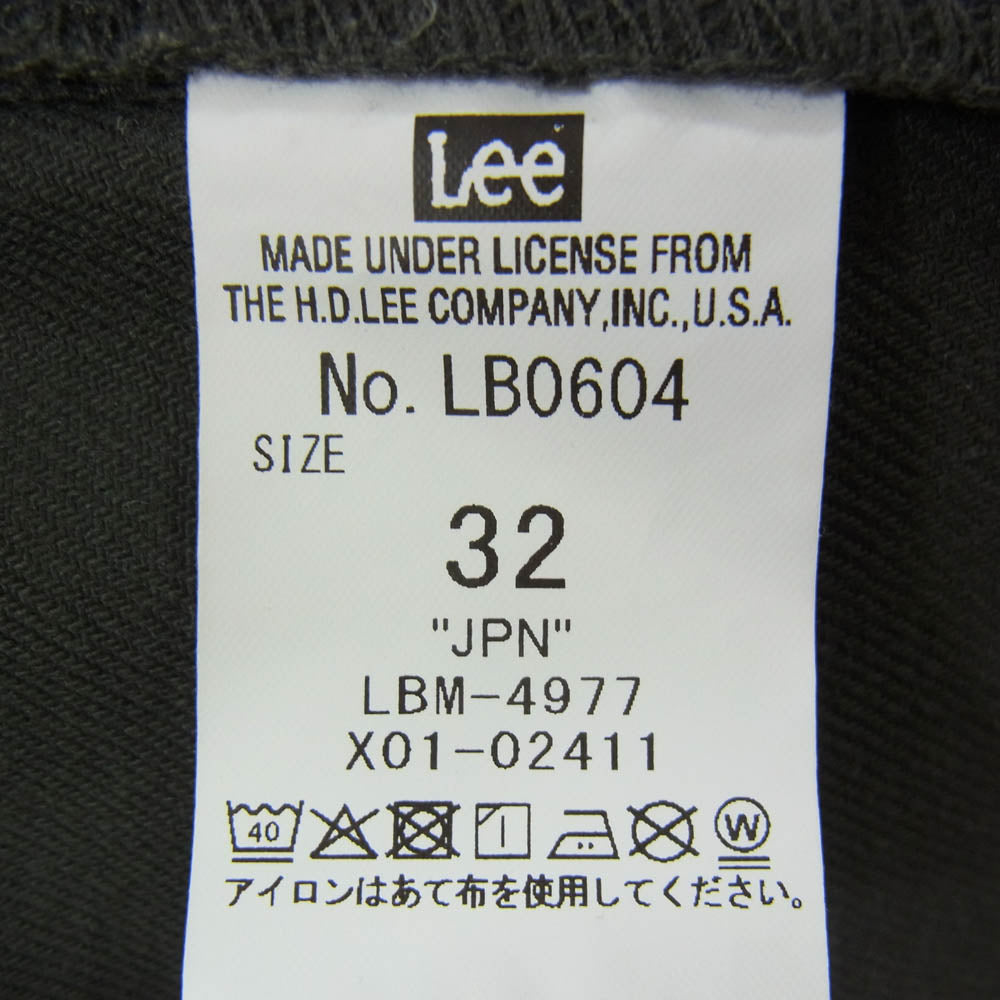 Lee
MADE UNDER LICENSE FROM
THE H.D.LEE COMPANY,INC.,U.S.A.
No. LB0604
SIZE
32
"JPN"
LBM-4977
X01-02411
40 W
アイロンはあて布を使用してください。